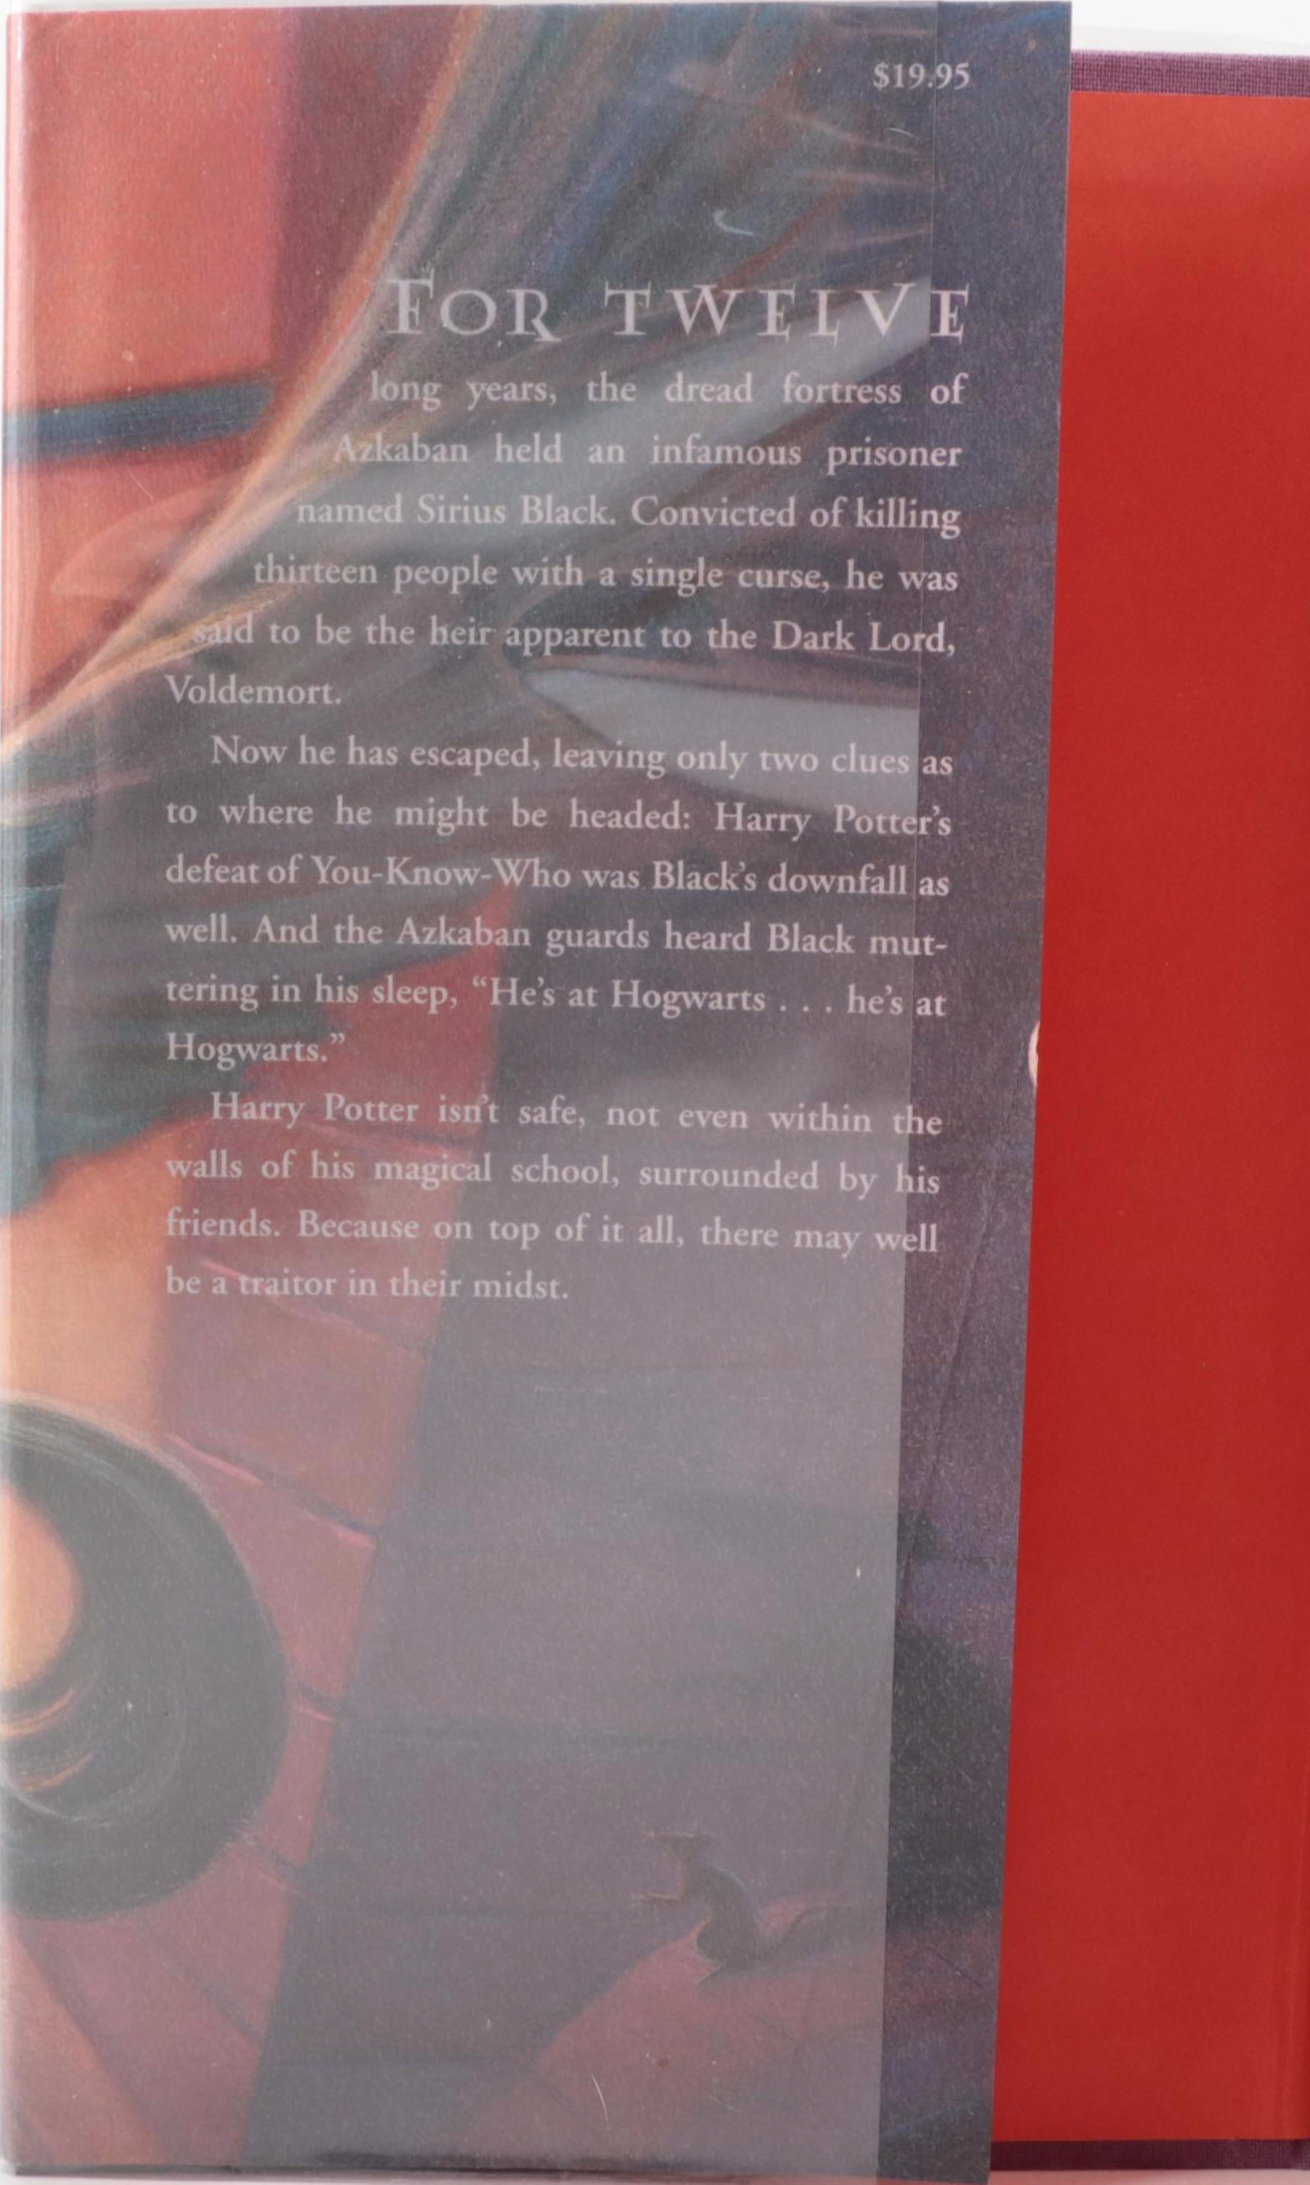 $19.95
FOR TWELVE
long years, the dread fortress of
Azkaban held an infamous prisoner
named Sirius Black. Convicted of killing
thirteen people with a single curse, he was
said to be the heir apparent to the Dark Lord,
Voldemort.
Now he has escaped, leaving only two clues as
to where he might be headed: Harry Potter’s
defeat of You-Know-Who was Black’s downfall as
well. And the Azkaban guards heard Black mut-
tering in his sleep, “He’s at Hogwarts . . . he’s at
Hogwarts.”
Harry Potter isn’t safe, not even within the
walls of his magical school, surrounded by his
friends. Because on top of it all, there may well
be a traitor in their midst.